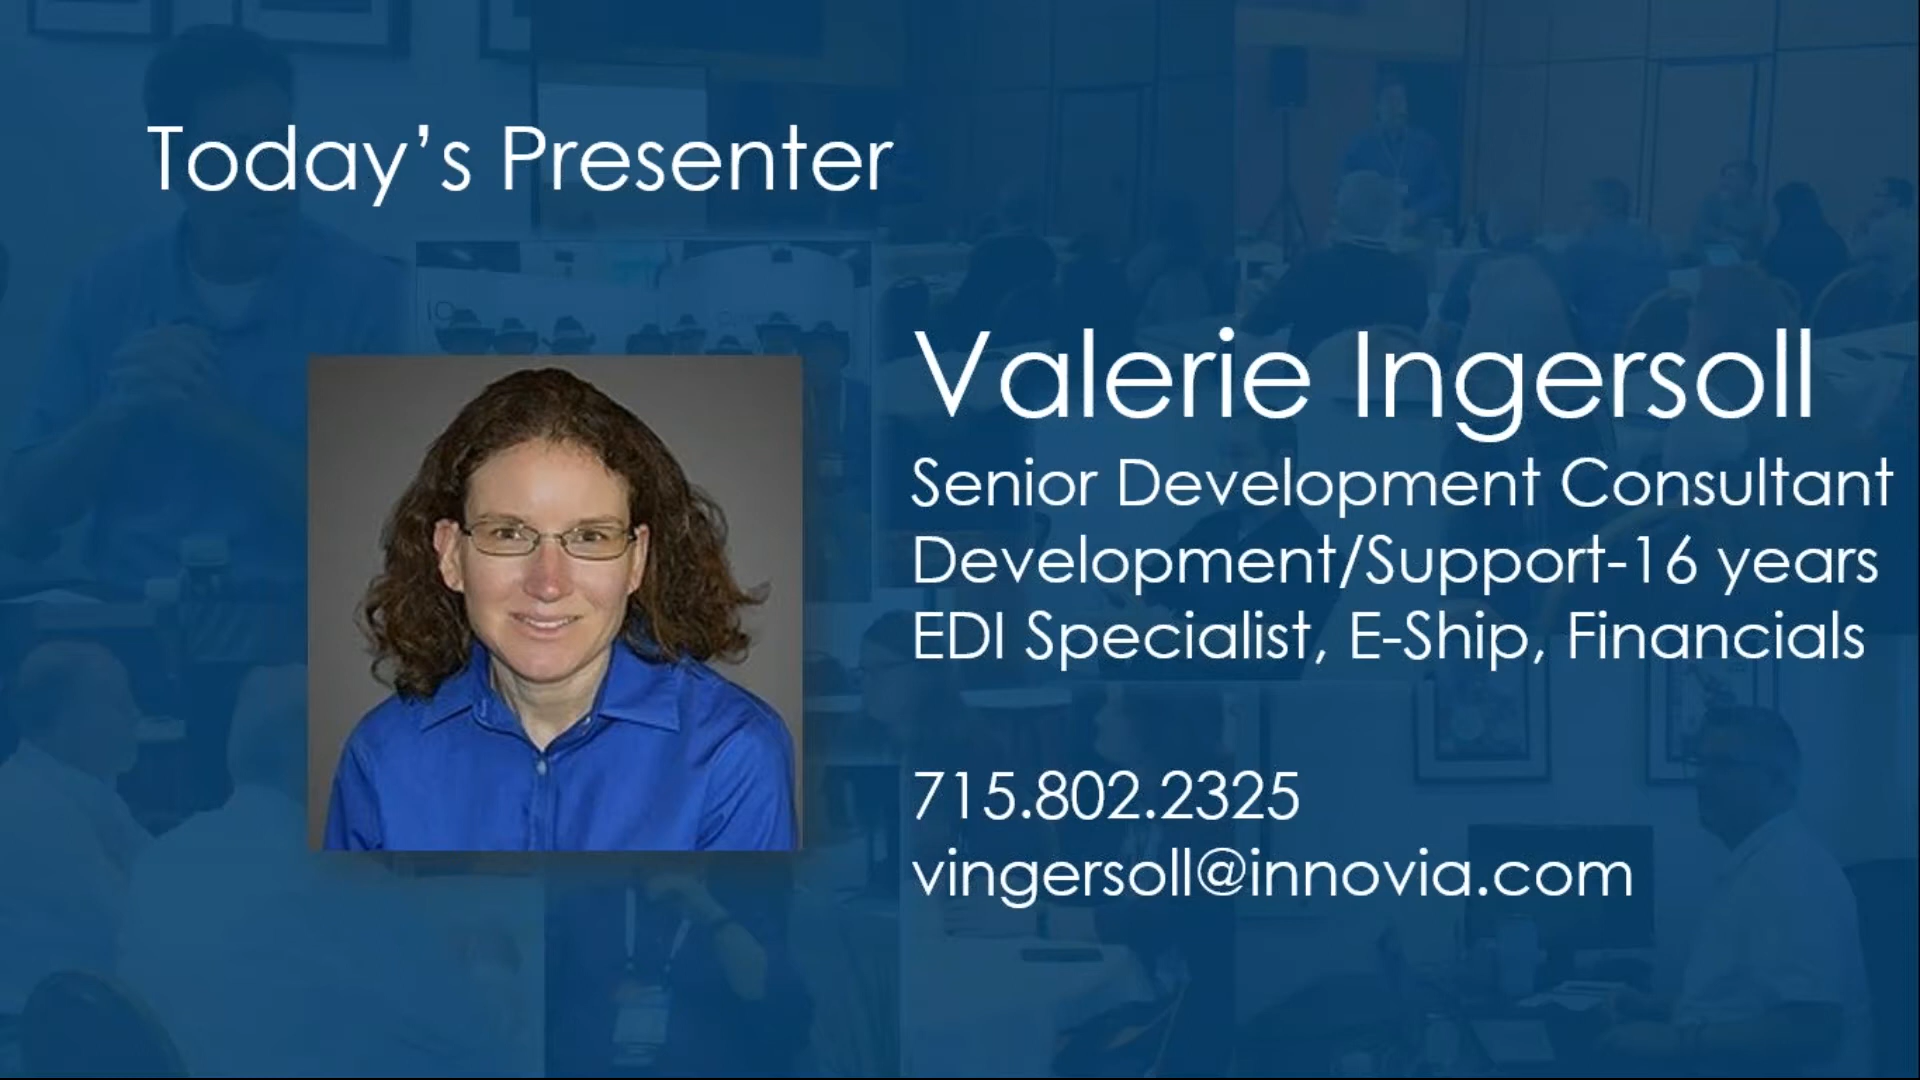 Today’s Presenter
Valerie Ingersoll
Senior Development Consultant
Development/Support-16 years
EDI Specialist, E-Ship, Financials
715.802.2325
vingersoll@innovia.com